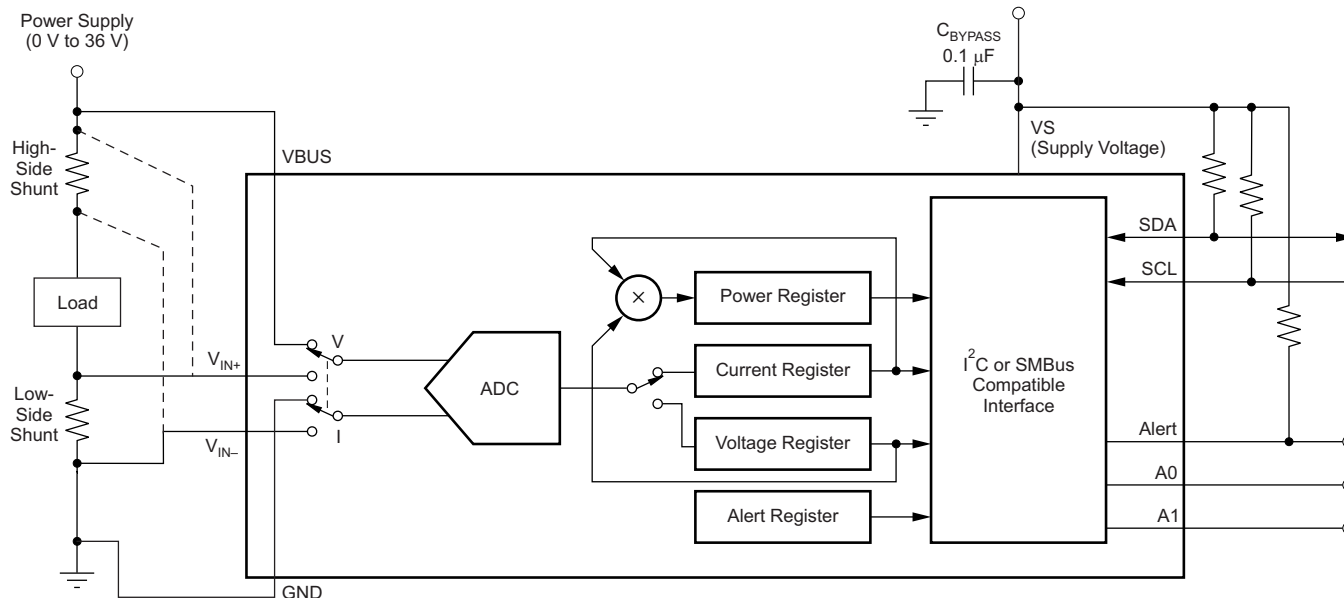 Power Supply
(0 V to 36 V)
C_BYPASS
0.1 μF
VS
(Supply Voltage)
High-
Side
Shunt
VBUS
SDA
SCL
Load
V
V_IN+
ADC
×
Power Register
Current Register
I²C or SMBus
Compatible
Interface
Low-
Side
Shunt
V_IN–
I
Voltage Register
Alert
A0
Alert Register
A1
GND